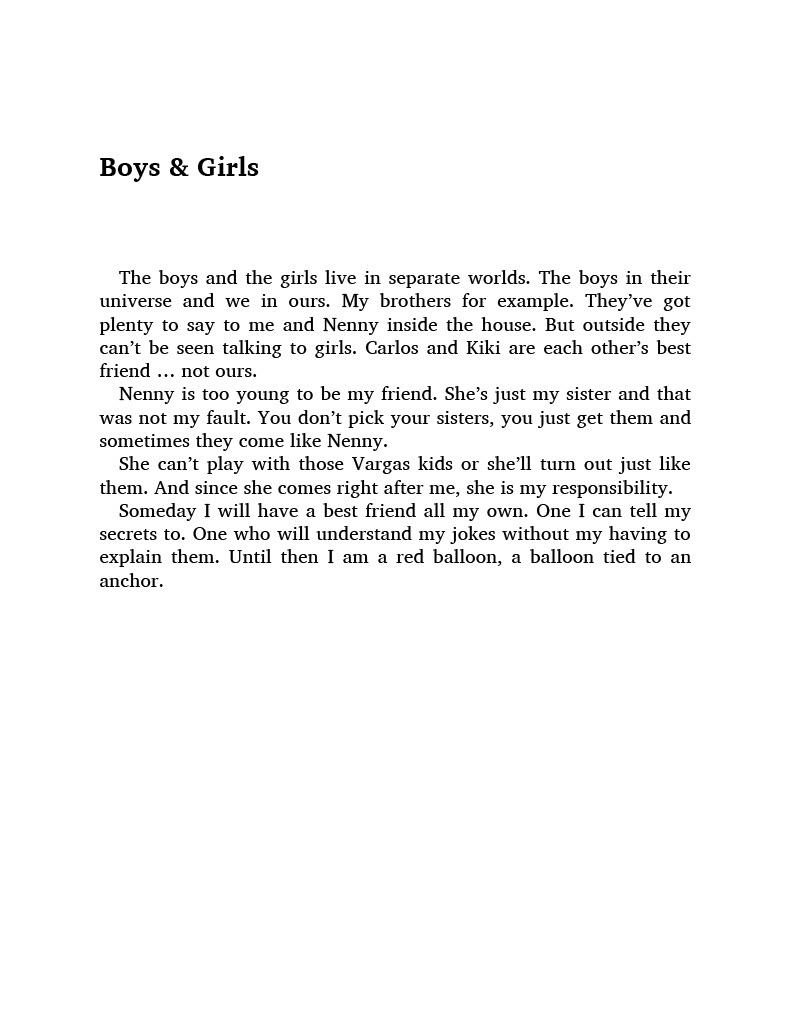 Boys & Girls
The boys and the girls live in separate worlds. The boys in their
universe and we in ours. My brothers for example. They’ve got
plenty to say to me and Nenny inside the house. But outside they
can’t be seen talking to girls. Carlos and Kiki are each other’s best
friend … not ours.
Nenny is too young to be my friend. She’s just my sister and that
was not my fault. You don’t pick your sisters, you just get them and
sometimes they come like Nenny.
She can’t play with those Vargas kids or she’ll turn out just like
them. And since she comes right after me, she is my responsibility.
Someday I will have a best friend all my own. One I can tell my
secrets to. One who will understand my jokes without my having to
explain them. Until then I am a red balloon, a balloon tied to an
anchor.